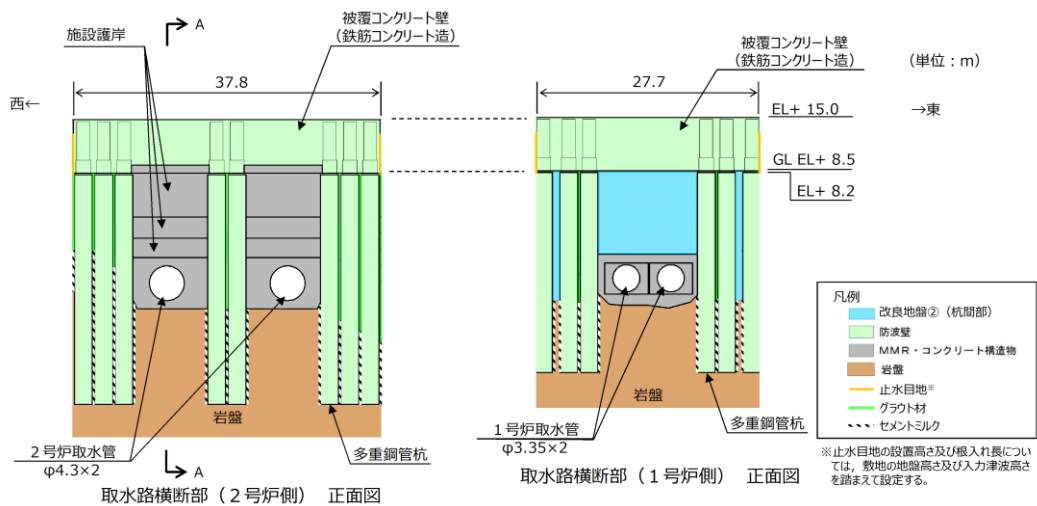 A
施設護岸
被覆コンクリート壁
（鉄筋コンクリート造）
37.8
西←
岩盤
２号炉取水管
φ4.3×2
多重鋼管杭
A
取水路横断部（２号炉側）　正面図
被覆コンクリート壁
（鉄筋コンクリート造）
（単位：m）
27.7
→東
EL+ 15.0
GL EL+ 8.5
EL+ 8.2
岩盤
１号炉取水管
φ3.35×2
多重鋼管杭
取水路横断部（１号炉側）　正面図
凡例
改良地盤②（杭間部）
防波壁
ＭＭＲ・コンクリート構造物
岩盤
止水目地※
グラウト材
セメントミルク
※止水目地の設置高さ及び根入れ長につい
ては，敷地の地盤高さ及び入力津波高さ
を踏まえて設定する。